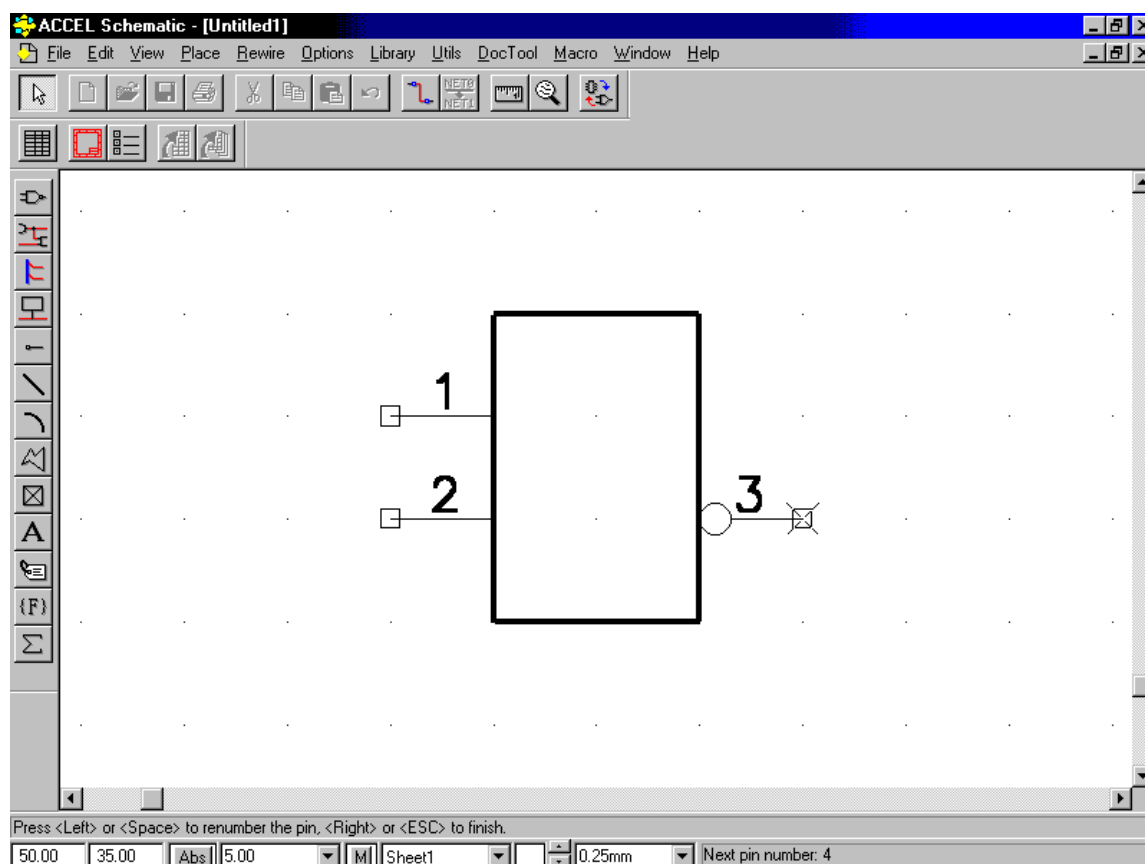 ACCEL Schematic - [Untitled1]
File Edit View Place Rewire Options Library Utils DocTool Macro Window Help
NET0
NET1
A
{F}
Σ
1
2
3
Press <Left> or <Space> to renumber the pin, <Right> or <ESC> to finish.
50.00 35.00 Abs 5.00 M Sheet1 0.25mm Next pin number: 4